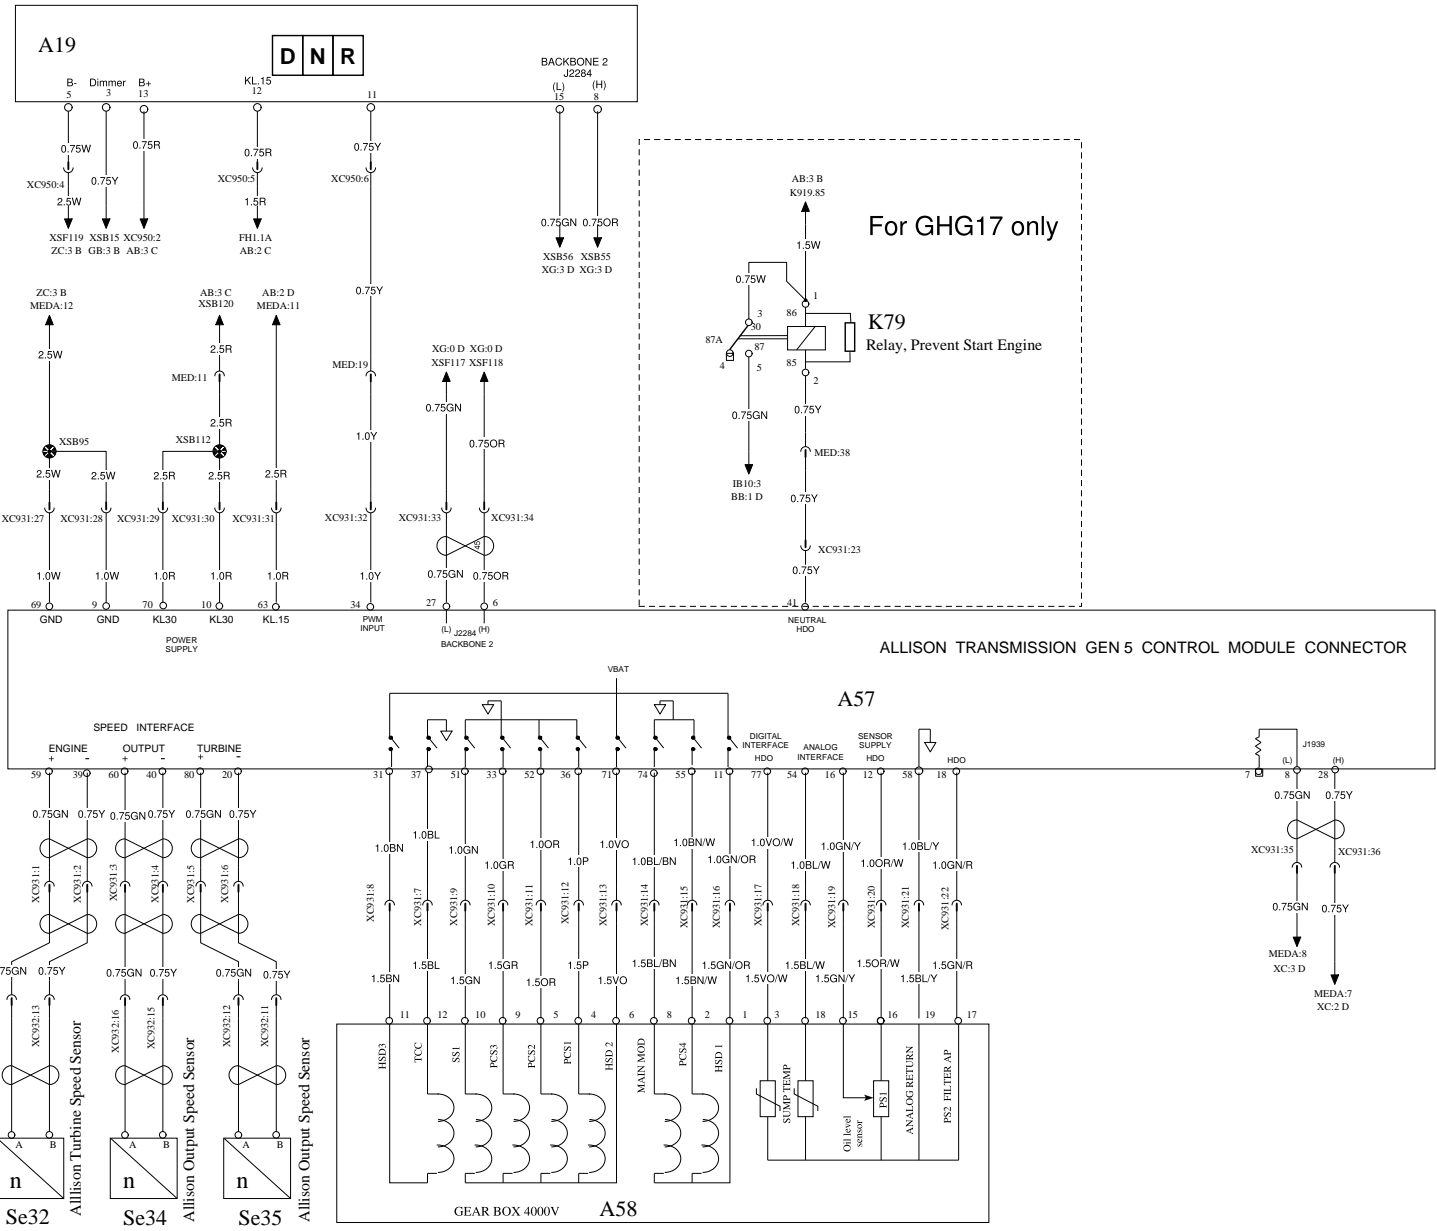 A19
D N R
B-
Dimmer
B+
KL.15
BACKBONE 2
J2284
(L)
(H)
5
3
13
12
11
15
8
0.75W
0.75Y
0.75R
0.75R
0.75Y
XC950:4
XC950:5
XC950:6
2.5W
1.5R
0.75GN
0.75OR
XSF119
ZC:3 B
XSB15
GB:3 B
XC950:2
AB:3 C
FH1.1A
AB:2 C
XSB56
XG:3 D
XSB55
XG:3 D
AB:3 B
K919.85
For GHG17 only
1.5W
0.75W
1
3
86
30
87A
87
85
4
5
2
K79
Relay, Prevent Start Engine
0.75GN
0.75Y
MED:38
IB10:3
BB:1 D
0.75Y
XC931:23
0.75Y
ZC:3 B
MEDA:12
AB:3 C
XSB120
AB:2 D
MEDA:11
0.75Y
2.5W
2.5R
MED:11
MED:19
XG:0 D
XSF117
XG:0 D
XSF118
0.75GN
2.5R
1.0Y
0.75OR
XSB95
XSB112
2.5W
2.5W
2.5R
2.5R
2.5R
XC931:27
XC931:28
XC931:29
XC931:30
XC931:31
XC931:32
XC931:33
XC931:34
45
1.0W
1.0W
1.0R
1.0R
1.0R
1.0Y
0.75GN
0.75OR
69
9
70
10
63
34
27
6
41
GND
GND
KL30
KL30
KL.15
PWM
INPUT
(L)
J2284
(H)
BACKBONE 2
NEUTRAL
HDO
POWER
SUPPLY
ALLISON TRANSMISSION GEN 5 CONTROL MODULE CONNECTOR
VBAT
A57
SPEED INTERFACE
ENGINE
OUTPUT
TURBINE
+
-
+
-
+
-
DIGITAL
INTERFACE
HDO
ANALOG
INTERFACE
SENSOR
SUPPLY
HDO
HDO
J1939
(L)
(H)
59
39
60
40
80
20
31
37
51
33
52
36
71
74
55
11
77
54
16
12
58
18
7
8
28
0.75GN
0.75Y
0.75GN
0.75Y
0.75GN
0.75Y
1.0BN
1.0BL
1.0GN
1.0GR
1.0OR
1.0P
1.0VO
1.0BL/BN
1.0BN/W
1.0GN/OR
1.0VO/W
1.0BL/W
1.0GN/Y
1.0OR/W
1.0BL/Y
1.0GN/R
0.75GN
0.75Y
XC931:1
XC931:2
XC931:3
XC931:4
XC931:5
XC931:6
XC931:8
XC931:7
XC931:9
XC931:10
XC931:11
XC931:12
XC931:13
XC931:14
XC931:15
XC931:16
XC931:17
XC931:18
XC931:19
XC931:20
XC931:21
XC931:22
XC931:35
XC931:36
0.75GN
0.75Y
75GN
0.75Y
0.75GN
0.75Y
0.75GN
0.75Y
1.5BN
1.5BL
1.5GN
1.5GR
1.5OR
1.5P
1.5VO
1.5BL/BN
1.5BN/W
1.5GN/OR
1.5VO/W
1.5BL/W
1.5GN/Y
1.5OR/W
1.5BL/Y
1.5GN/R
MEDA:8
XC:3 D
MEDA:7
XC:2 D
XC932:13
XC932:16
XC932:15
XC932:12
XC932:11
11
12
10
9
5
4
6
8
2
1
3
18
15
16
19
17
HSD3
TCC
SS1
PCS3
PCS2
PCS1
HSD 2
MAIN MOD
PCS4
HSD 1
SUMP TEMP
Oil level
sensor
PS1
ANALOG RETURN
PS2 FILTER AP
A
B
A
B
A
B
n
n
n
Alllison Turbine Speed Sensor
Allison Output Speed Sensor
Allison Output Speed Sensor
Se32
Se34
Se35
GEAR BOX 4000V
A58